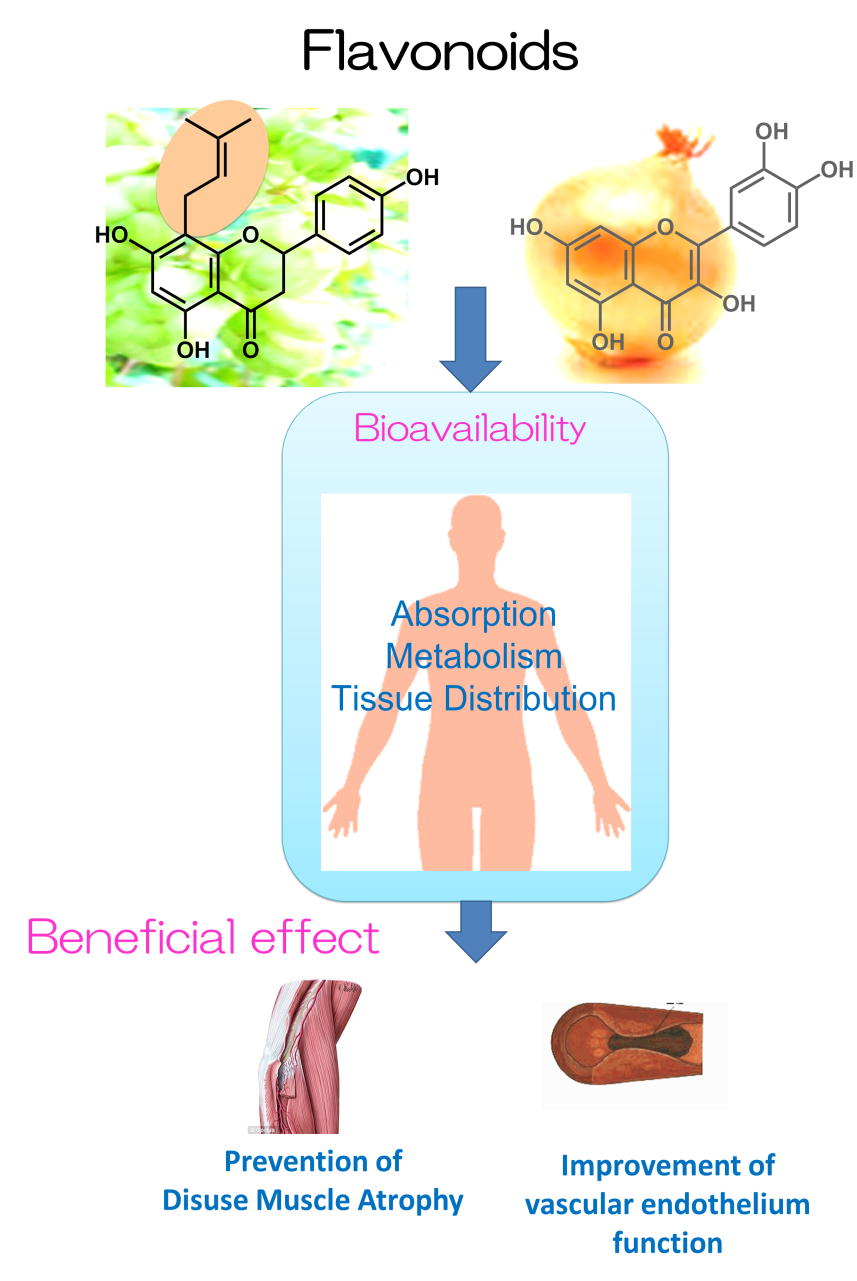 Flavonoids
OH
HO
O
OH
O
OH
OH
HO
O
OH
OH
O
Bioavailability
Absorption
Metabolism
Tissue Distribution
Beneficial effect
Prevention of
Disuse Muscle Atrophy
Improvement of
vascular endothelium
function